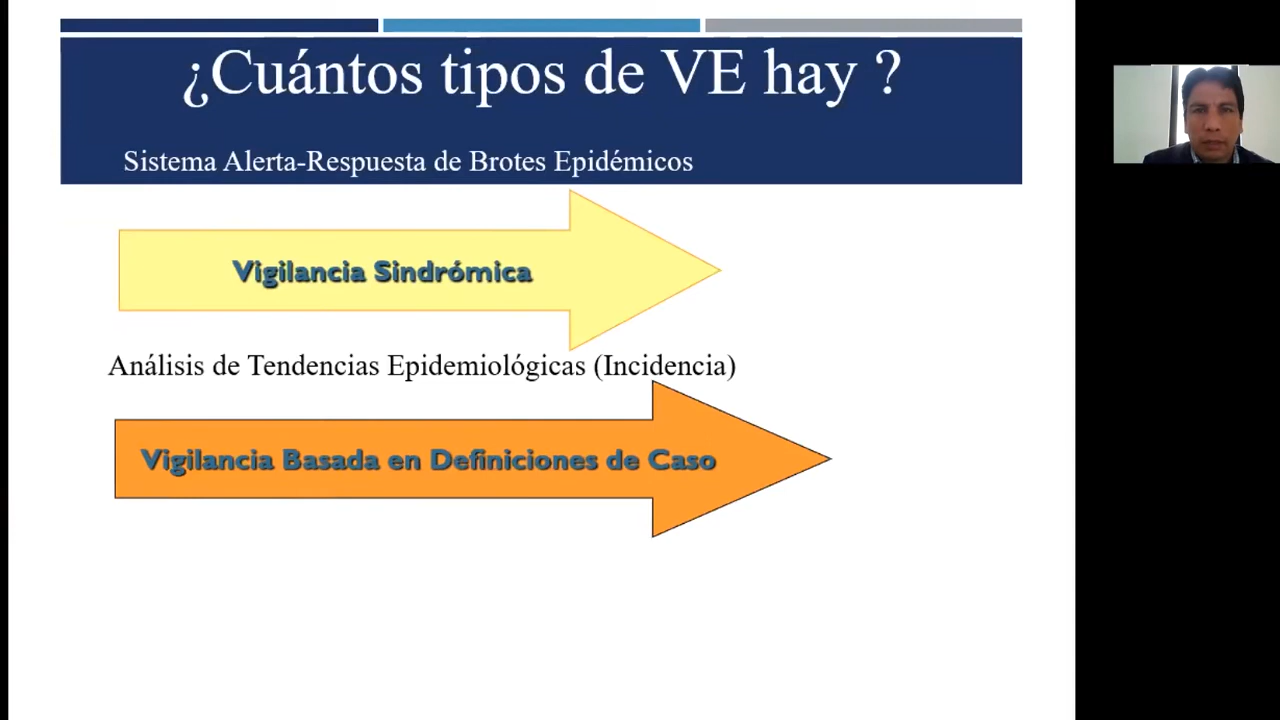 ¿Cuántos tipos de VE hay ?
Sistema Alerta-Respuesta de Brotes Epidémicos
Vigilancia Sindrómica
Análisis de Tendencias Epidemiológicas (Incidencia)
Vigilancia Basada en Definiciones de Caso